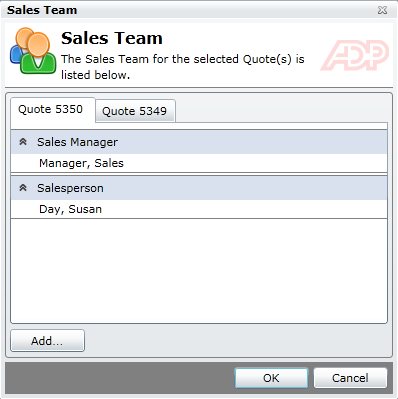 Sales Team
Sales Team
The Sales Team for the selected Quote(s) is
listed below.
ADP
Quote 5350
Quote 5349
Sales Manager
Manager, Sales
Salesperson
Day, Susan
Add...
OK
Cancel